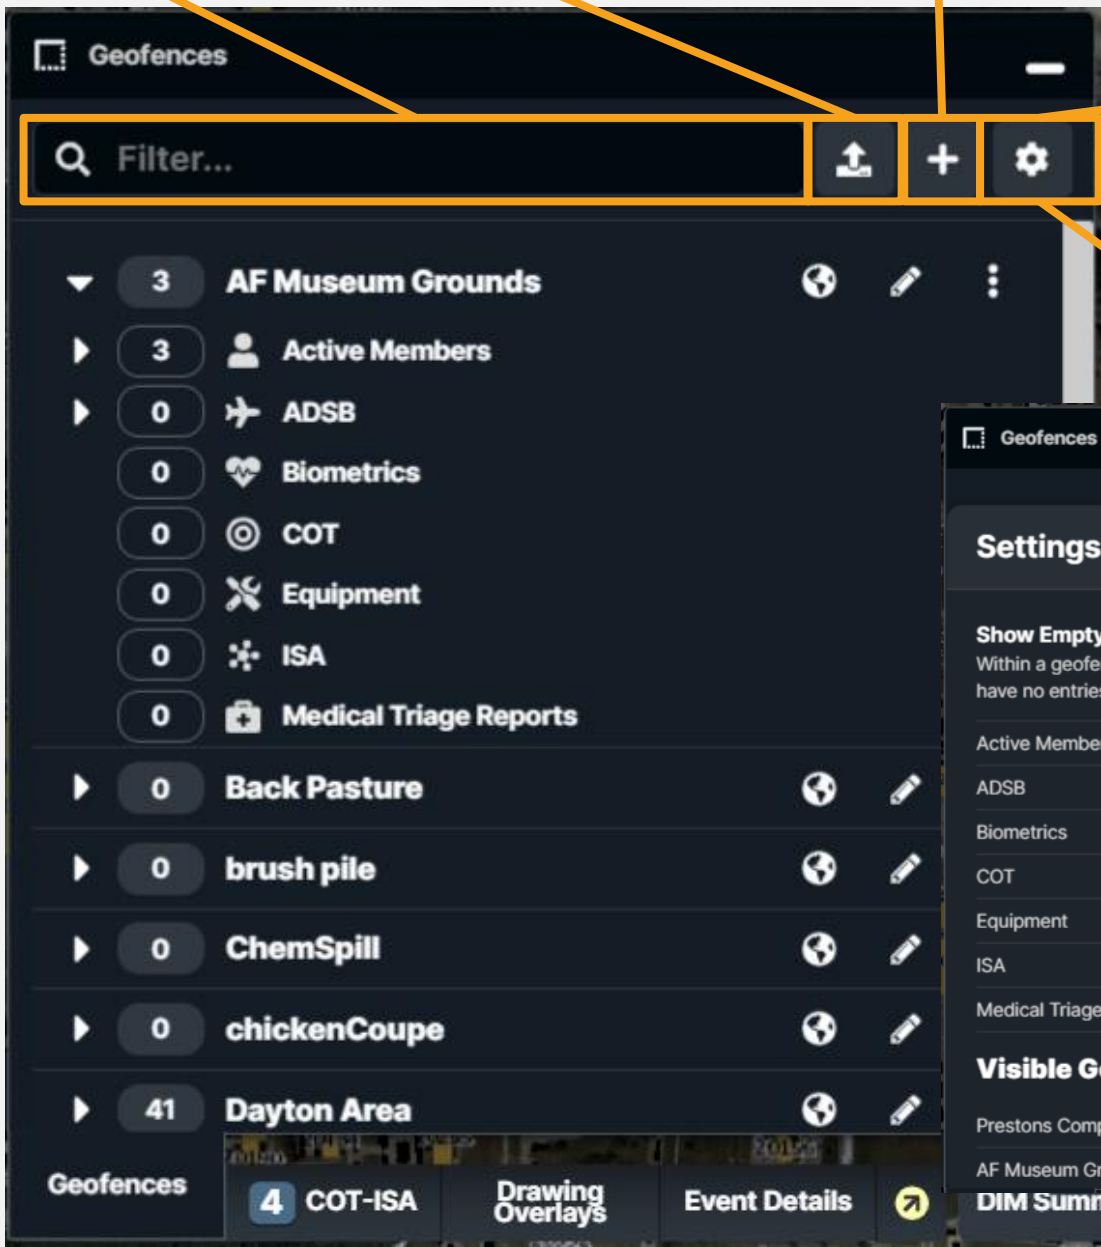 Geofences
Filter...
3 AF Museum Grounds
3 Active Members
0 ADSB
0 Biometrics
0 COT
0 Equipment
0 ISA
0 Medical Triage Reports
0 Back Pasture
0 brush pile
0 ChemSpill
0 chickenCoupe
41 Dayton Area
Geofences
4 COT-ISA
Drawing
Overlays
Event Details
Geofences
Settings
Show Empty
Within a geofe
have no entries
Active Membe
ADSB
Biometrics
COT
Equipment
ISA
Medical Triage
Visible G
Prestons Comp
AF Museum Gr
DIM Summ